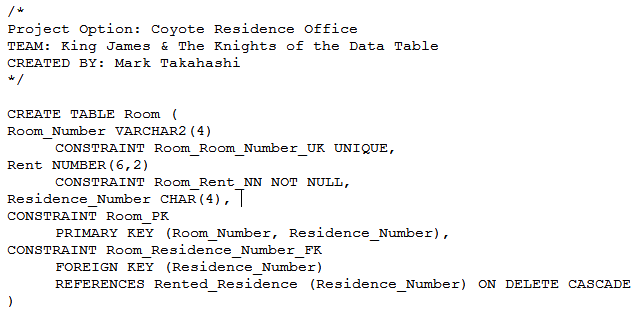 /*
Project Option: Coyote Residence Office
TEAM: King James & The Knights of the Data Table
CREATED BY: Mark Takahashi
*/
CREATE TABLE Room (
Room_Number VARCHAR2(4)
CONSTRAINT Room_Room_Number_UK UNIQUE,
Rent NUMBER(6,2)
CONSTRAINT Room_Rent_NN NOT NULL,
Residence_Number CHAR(4),
CONSTRAINT Room_PK
PRIMARY KEY (Room_Number, Residence_Number),
CONSTRAINT Room_Residence_Number_FK
FOREIGN KEY (Residence_Number)
REFERENCES Rented_Residence (Residence_Number) ON DELETE CASCADE
)